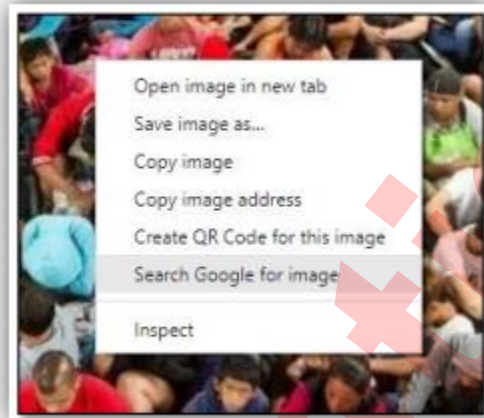 Open image in new tab
Save image as...
Copy image
Copy image address
Create QR Code for this image
Search Google for image
Inspect